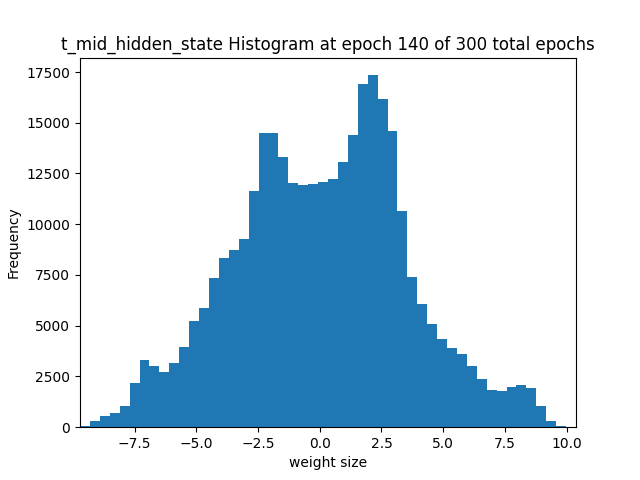 t_mid_hidden_state Histogram at epoch 140 of 300 total epochs
17500
15000
12500
10000
7500
5000
2500
0
Frequency
−7.5 −5.0 −2.5 0.0 2.5 5.0 7.5 10.0
weight size